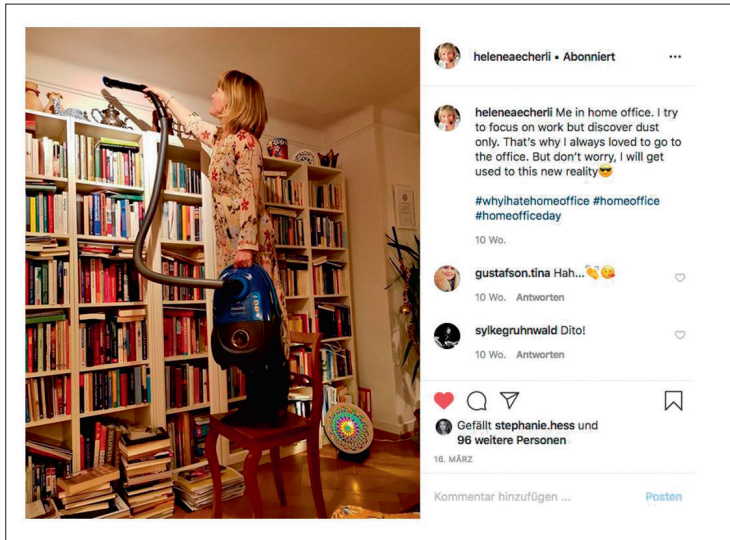 heleneaecherli • Abonniert
heleneaecherli Me in home office. I try
to focus on work but discover dust
only. That's why I always loved to go to
the office. But don't worry, I will get
used to this new reality😎
#whyihatehomeoffice #homeoffice
#homeofficeday
10 Wo.
gustafson.tina Hah...👏😘
10 Wo. Antworten
sylkegruhnwald Dito!
10 Wo. Antworten
Gefällt stephanie.hess und
96 weitere Personen
16. MÄRZ
Kommentar hinzufügen ...
Posten